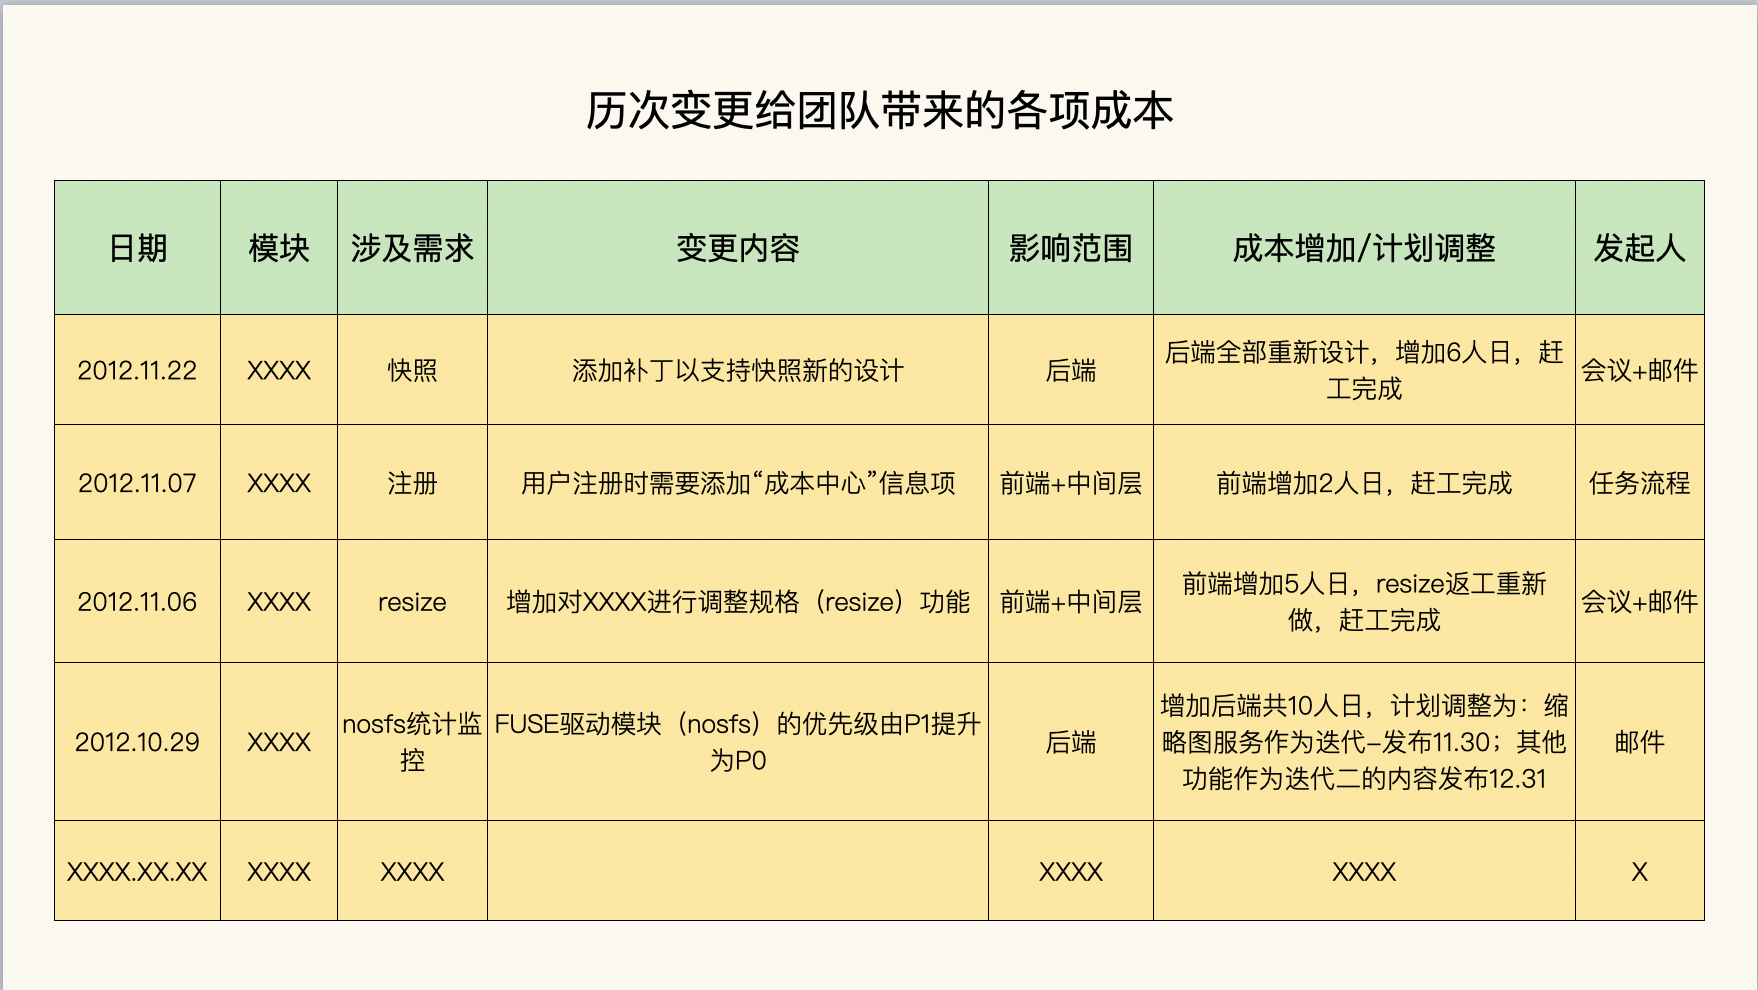 历次变更给团队带来的各项成本
日期 模块 涉及需求 变更内容 影响范围 成本增加/计划调整 发起人
2012.11.22 XXXX 快照 添加补丁以支持快照新的设计 后端 后端全部重新设计，增加6人日，赶
工完成 会议+邮件
2012.11.07 XXXX 注册 用户注册时需要添加“成本中心”信息项 前端+中间层 前端增加2人日，赶工完成 任务流程
2012.11.06 XXXX resize 增加对XXXX进行调整规格（resize）功能 前端+中间层 前端增加5人日，resize返工重新
做，赶工完成 会议+邮件
2012.10.29 XXXX nosfs统计监
控 FUSE驱动模块（nosfs）的优先级由P1提升
为P0 后端 增加后端共10人日，计划调整为：缩
略图服务作为迭代–发布11.30；其他
功能作为迭代二的内容发布12.31 邮件
XXXX.XX.XX XXXX XXXX XXXX XXXX X